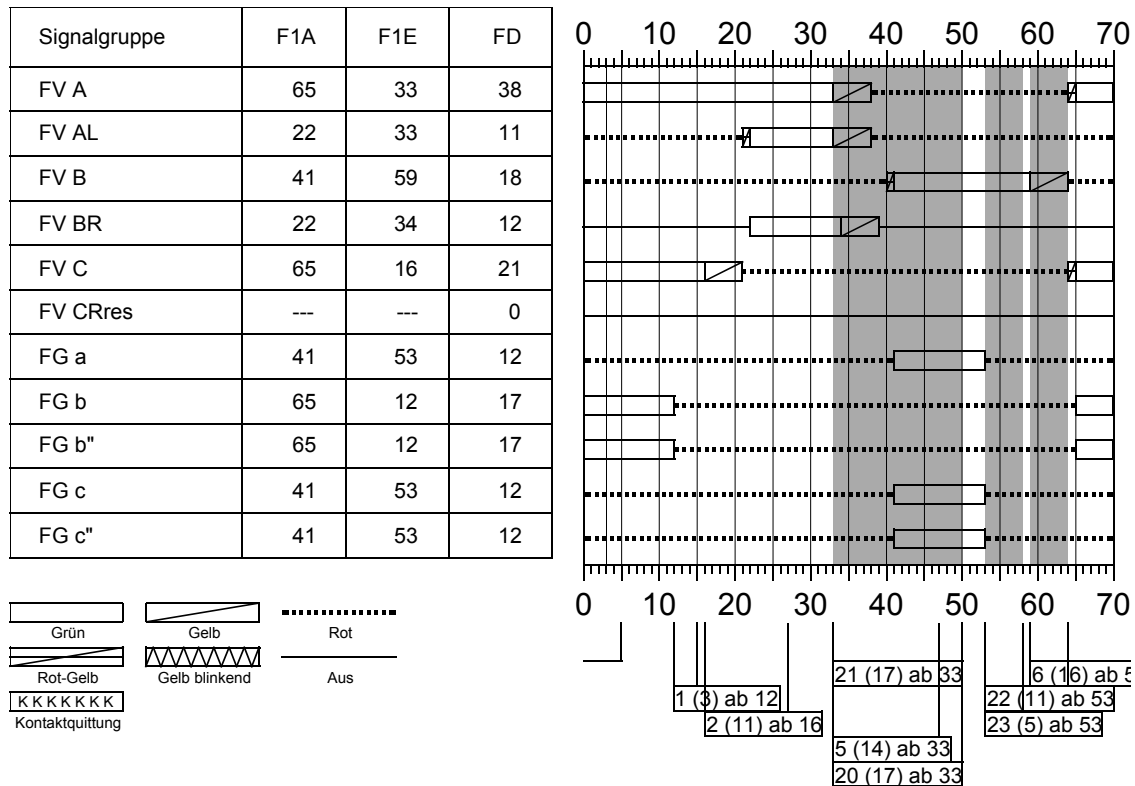 Signalgruppe F1A F1E FD
FV A 65 33 38
FV AL 22 33 11
FV B 41 59 18
FV BR 22 34 12
FV C 65 16 21
FV CRres --- --- 0
FG a 41 53 12
FG b 65 12 17
FG b" 65 12 17
FG c 41 53 12
FG c" 41 53 12
0 10 20 30 40 50 60 70
0 10 20 30 40 50 60 70
Grün Gelb Rot
Rot-Gelb Gelb blinkend Aus
K K K K K K K
Kontaktquittung
21 (17) ab 33 6 (16) ab 5
1 (3) ab 12 22 (11) ab 53
2 (11) ab 16 23 (5) ab 53
5 (14) ab 33
20 (17) ab 33